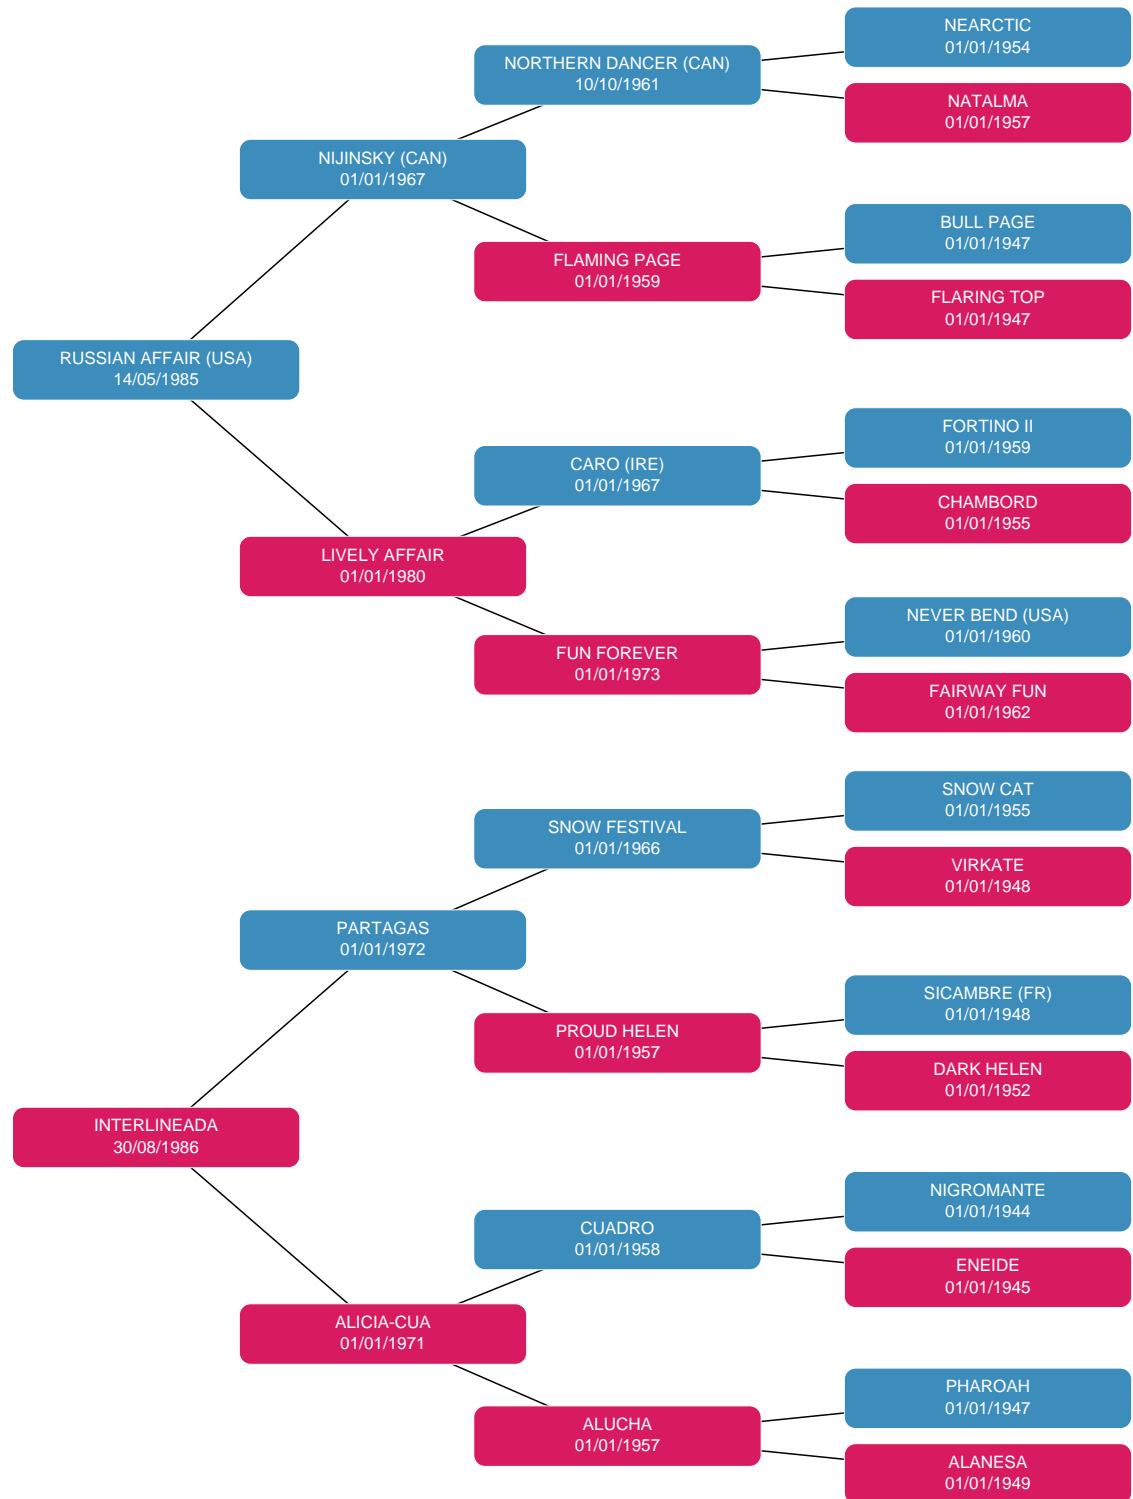 NEARCTIC
01/01/1954
NORTHERN DANCER (CAN)
10/10/1961
NATALMA
01/01/1957
NIJINSKY (CAN)
01/01/1967
BULL PAGE
01/01/1947
FLAMING PAGE
01/01/1959
FLARING TOP
01/01/1947
RUSSIAN AFFAIR (USA)
14/05/1985
FORTINO II
01/01/1959
CARO (IRE)
01/01/1967
CHAMBORD
01/01/1955
LIVELY AFFAIR
01/01/1980
NEVER BEND (USA)
01/01/1960
FUN FOREVER
01/01/1973
FAIRWAY FUN
01/01/1962
SNOW CAT
01/01/1955
SNOW FESTIVAL
01/01/1966
VIRKATE
01/01/1948
PARTAGAS
01/01/1972
SICAMBRE (FR)
01/01/1948
PROUD HELEN
01/01/1957
DARK HELEN
01/01/1952
INTERLINEADA
30/08/1986
NIGROMANTE
01/01/1944
CUADRO
01/01/1958
ENEIDE
01/01/1945
ALICIA-CUA
01/01/1971
PHAROAH
01/01/1947
ALUCHA
01/01/1957
ALANESA
01/01/1949